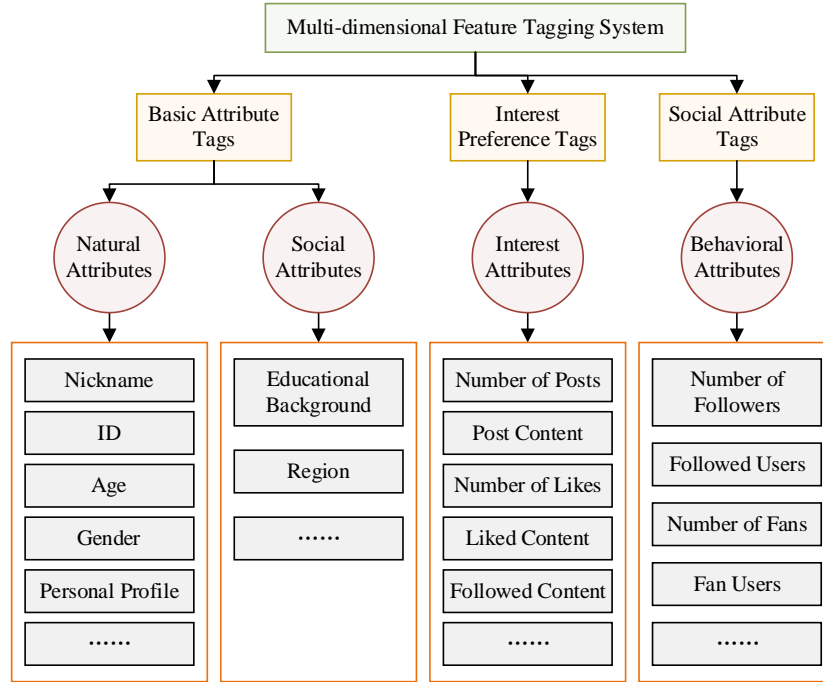 Multi-dimensional Feature Tagging System
Basic Attribute
Tags
Interest
Preference Tags
Social Attribute
Tags
Natural
Attributes
Social
Attributes
Interest
Attributes
Behavioral
Attributes
Nickname
ID
Age
Gender
Personal Profile
……
Educational
Background
Region
……
Number of Posts
Post Content
Number of Likes
Liked Content
Followed Content
……
Number of
Followers
Followed Users
Number of Fans
Fan Users
……